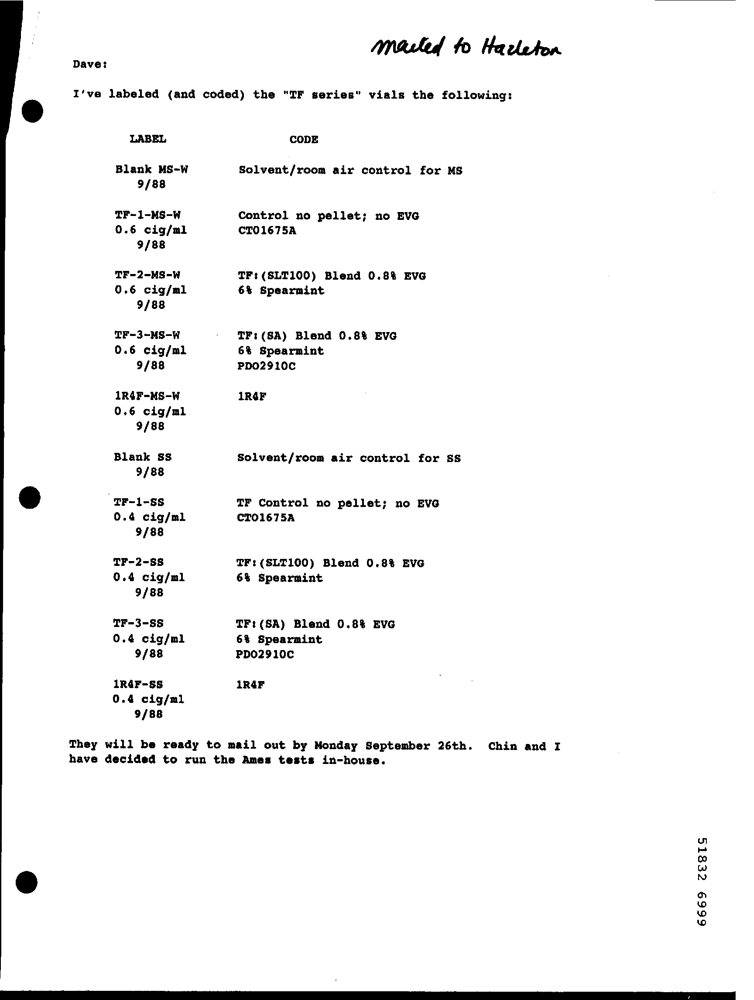 mailed to Hazleton
Dave:
I've labeled (and coded) the "TF series" vials the following:
LABEL CODE
Blank MS-W Solvent/room air control for MS
9/88
TF-1-MS-W Control no pellet; no EVG
0.6 cig/ml CT01675A
9/88
TF-2-MS-W TF:(SLT100) Blend 0.8% EVG
0.6 cig/ml 6% Spearmint
9/88
TF-3-MS-W TF:(SA) Blend 0.8% EVG
0.6 cig/ml 6% Spearmint
9/88 PD02910C
1R4F-MS-W 1R4F
0.6 cig/ml
9/88
Blank SS Solvent/room air control for SS
9/88
TF-1-SS TF Control no pellet; no EVG
0.4 cig/ml CT01675A
9/88
TF-2-SS TF:(SLT100) Blend 0.8% EVG
0.4 cig/ml 6% Spearmint
9/88
TF-3-SS TF:(SA) Blend 0.8% EVG
0.4 cig/ml 6% Spearmint
9/88 PD02910C
1R4F-SS 1R4F
0.4 cig/ml
9/88
They will be ready to mail out by Monday September 26th. Chin and I
have decided to run the Ames tests in-house.
51832 6999